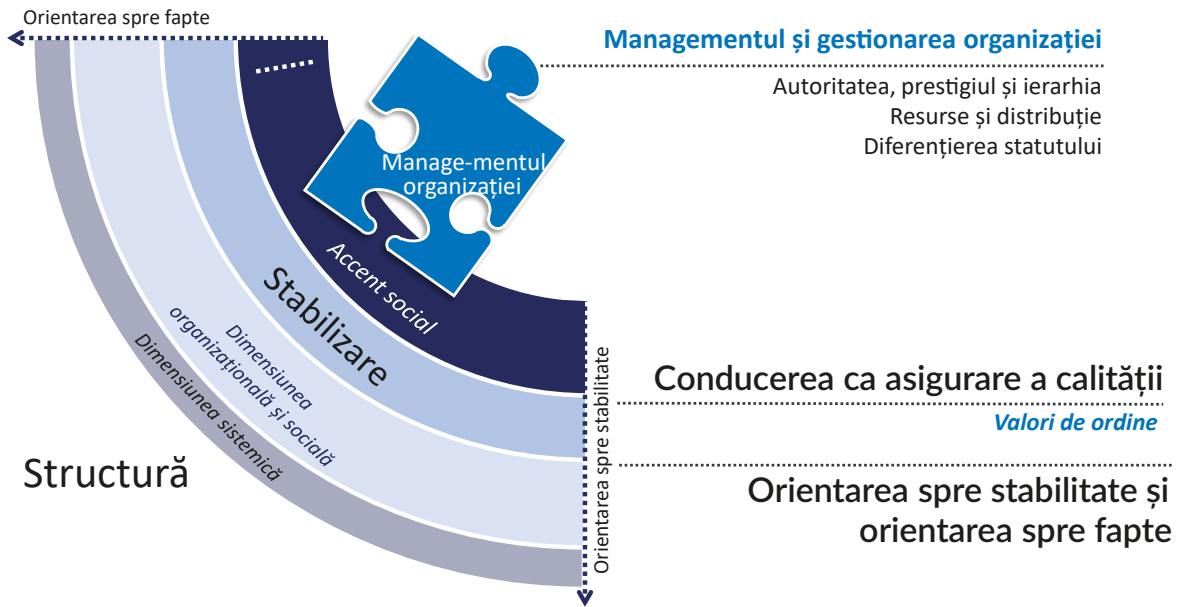 Orientarea spre fapte
Managementul și gestionarea organizației
Autoritatea, prestigiul și ierarhia
Resurse și distribuție
Diferențierea statutului
Manage-mentul
organizației
Accent social
Stabilizare
Dimensiunea
organizațională și socială
Dimensiunea sistemică
Structură
Orientarea spre stabilitate
Conducerea ca asigurare a calității
Valori de ordine
Orientarea spre stabilitate și
orientarea spre fapte